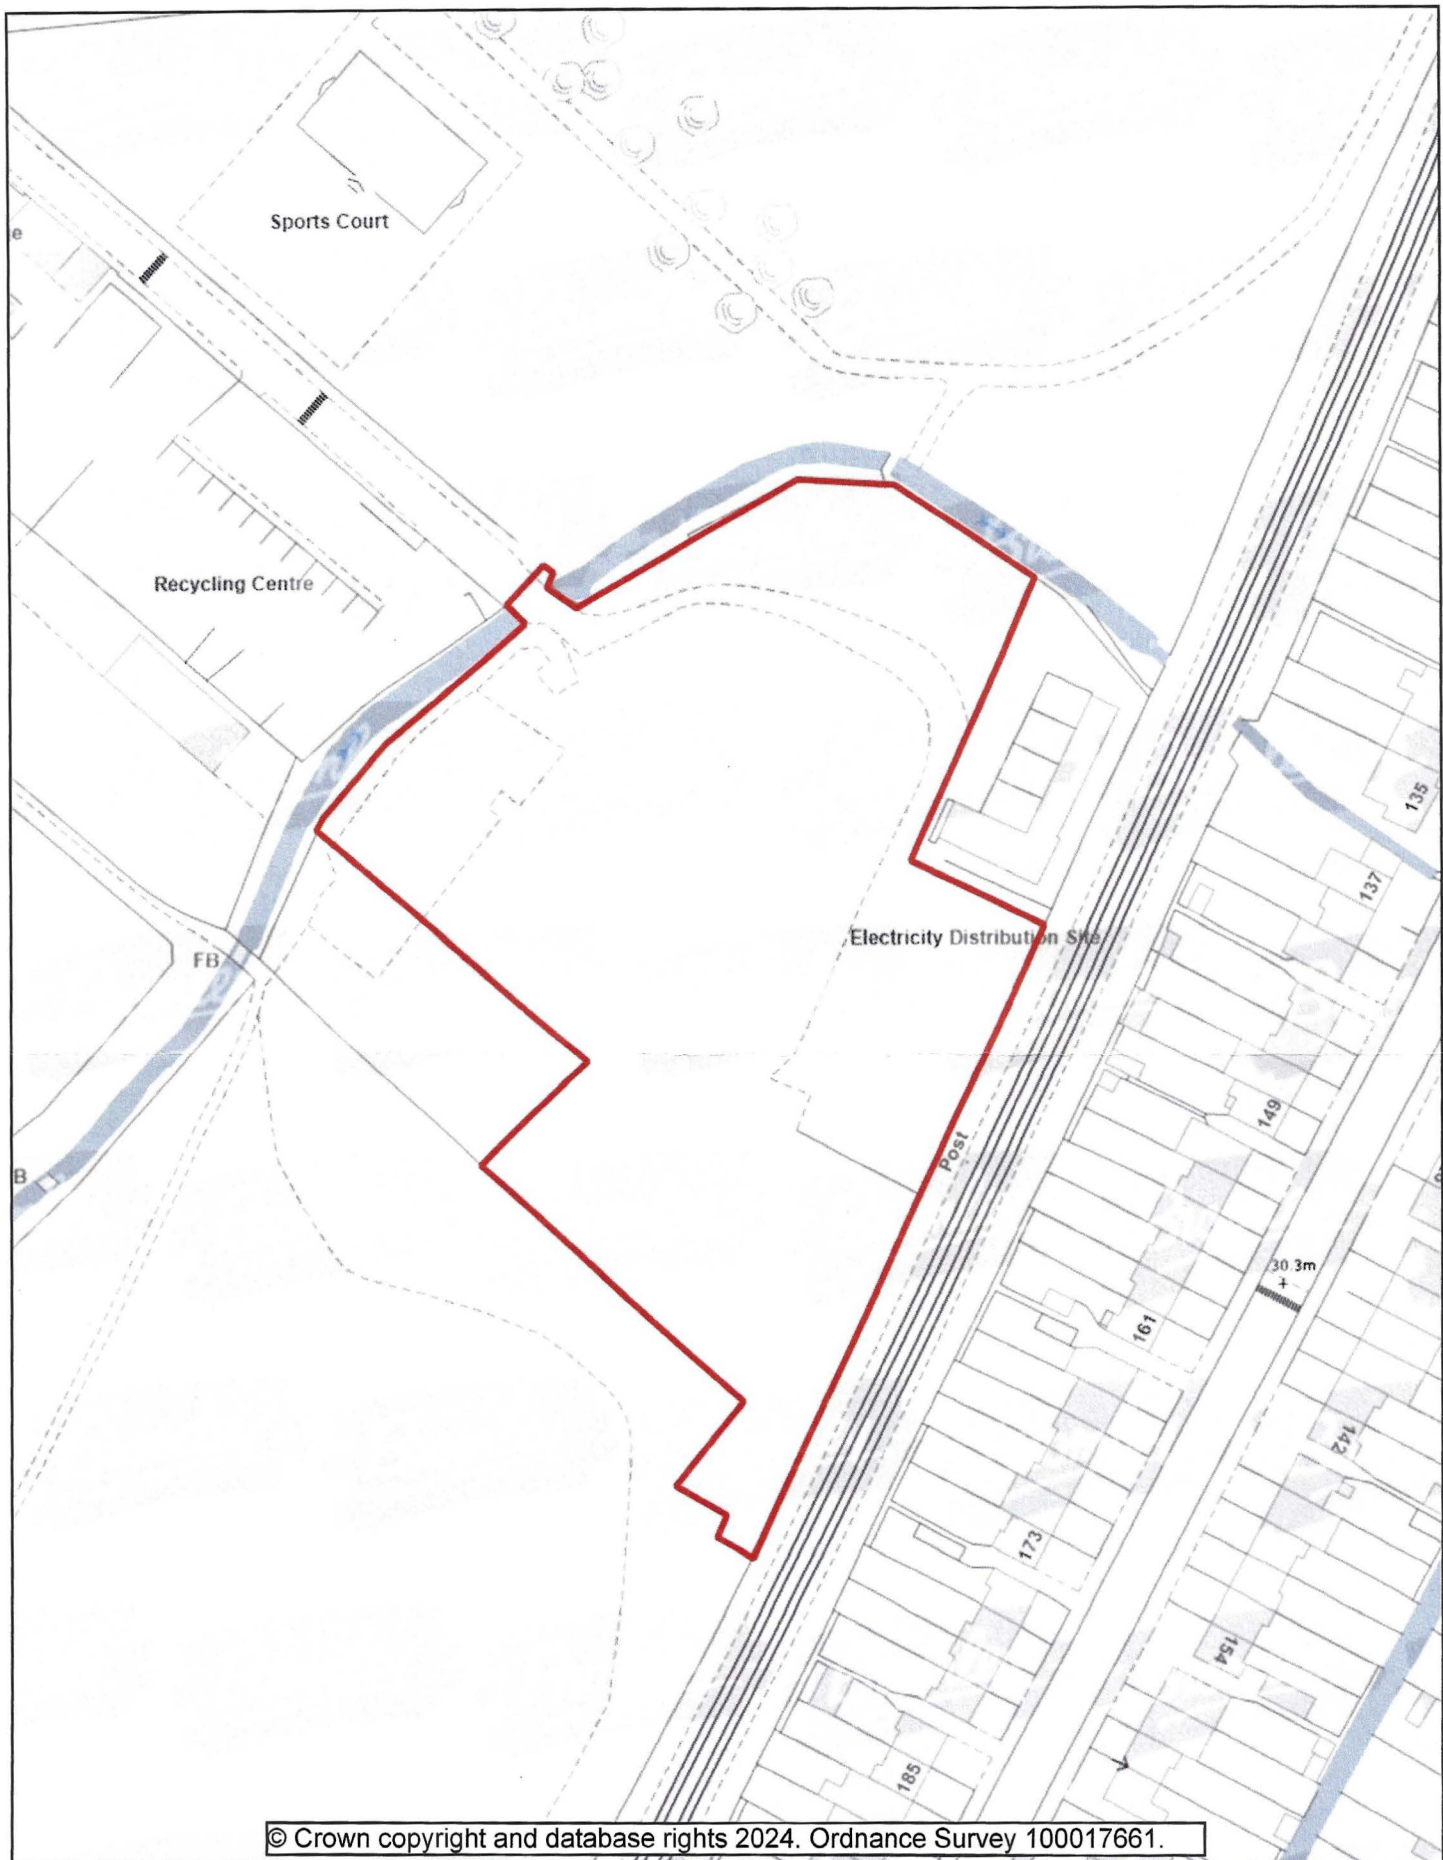 Sports Court
e
Recycling Centre
135
137
Electricity Distribution Site
FB
149
Post
B
30.3m
161
142
173
154
185
© Crown copyright and database rights 2024. Ordnance Survey 100017661.